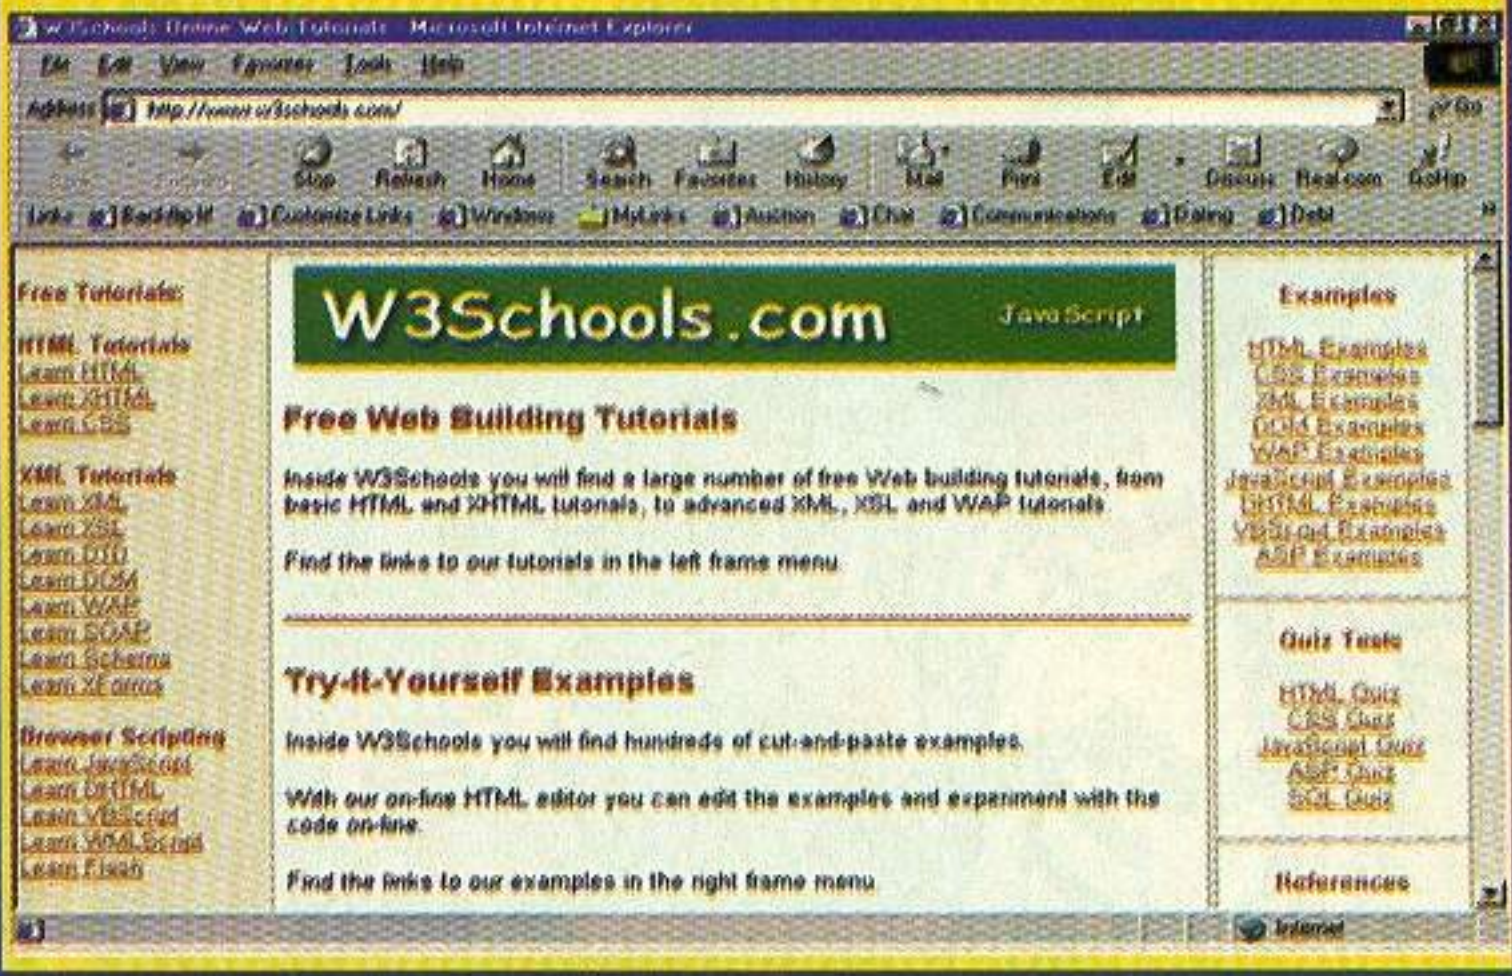 W3Schools Online Web Tutorials - Microsoft Internet Explorer
File Edit View Favorites Tools Help
Address http://www.w3schools.com/ Go
Back Forward Stop Refresh Home Search Favorites History Mail Print Edit Discuss Real.com GoHip
Links Customize Links Windows MyLinks Auction Chat Communications Dating Debt
Free Tutorials:
HTML Tutorials
Learn HTML
Learn XHTML
Learn CSS
XML Tutorials
Learn XML
Learn XSL
Learn DTD
Learn DOM
Learn WAP
Learn SOAP
Learn Schema
Learn XForms
Browser Scripting
Learn JavaScript
Learn DHTML
Learn VBScript
Learn WMLScript
Learn Flash
W3Schools.com JavaScript
Free Web Building Tutorials
Inside W3Schools you will find a large number of free Web building tutorials, from
basic HTML and XHTML tutorials, to advanced XML, XSL and WAP tutorials.
Find the links to our tutorials in the left frame menu.
Try-It-Yourself Examples
Inside W3Schools you will find hundreds of cut-and-paste examples.
With our on-line HTML editor you can edit the examples and experiment with the
code on-line.
Find the links to our examples in the right frame menu
Examples
HTML Examples
CSS Examples
XML Examples
DOM Examples
WAP Examples
JavaScript Examples
DHTML Examples
VBScript Examples
ASP Examples
Quiz Tests
HTML Quiz
CSS Quiz
JavaScript Quiz
ASP Quiz
SQL Quiz
References
Internet